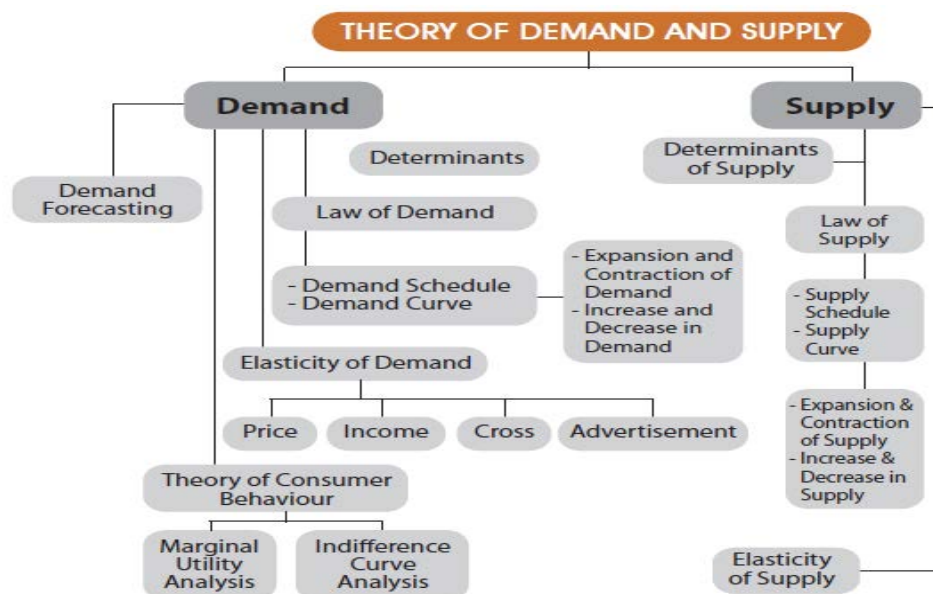 THEORY OF DEMAND AND SUPPLY
Demand
Supply
Demand
Forecasting
Determinants
Law of Demand
- Demand Schedule
- Demand Curve
- Expansion and
Contraction of
Demand
- Increase and
Decrease in
Demand
Elasticity of Demand
Price
Income
Cross
Advertisement
Theory of Consumer
Behaviour
Marginal
Utility
Analysis
Indifference
Curve
Analysis
Determinants
of Supply
Law of
Supply
- Supply
Schedule
- Supply
Curve
- Expansion &
Contraction
of Supply
- Increase &
Decrease in
Supply
Elasticity
of Supply